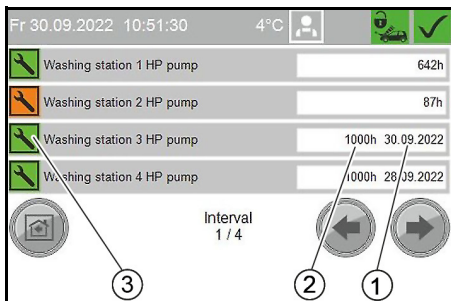 Fr 30.09.2022 10:51:30 4°C
Washing station 1 HP pump 642h
Washing station 2 HP pump 87h
Washing station 3 HP pump 1000h 30.09.2022
Washing station 4 HP pump 1000h 28.09.2022
Interval
1 / 4
3 2 1